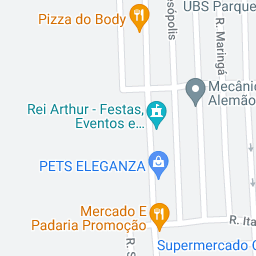 Pizza do Body
UBS Parque
R. Maringá
Mecânic
Alemão
Rei Arthur - Festas,
Eventos e...
PETS ELEGANZA
Mercado E
Padaria Promoção
R. Ita
Supermercado
R. S